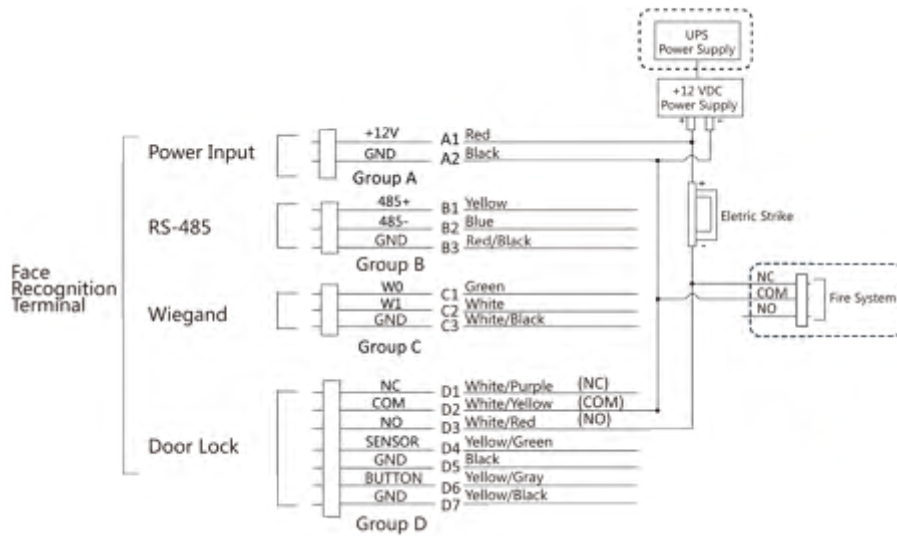 UPS
Power Supply
+12 VDC
Power Supply
+ -
+12V A1 Red
Power Input
GND A2 Black
Group A
+
485+ B1 Yellow
Eletric Strike
RS-485
485- B2 Blue
GND B3 Red/Black
-
Group B
Face
Recognition
Terminal
NC
COM
Fire System
NO
W0 C1 Green
Wiegand
W1 C2 White
GND C3 White/Black
Group C
NC D1 White/Purple (NC)
COM D2 White/Yellow (COM)
NO D3 White/Red (NO)
Door Lock
SENSOR D4 Yellow/Green
GND D5 Black
BUTTON D6 Yellow/Gray
GND D7 Yellow/Black
Group D